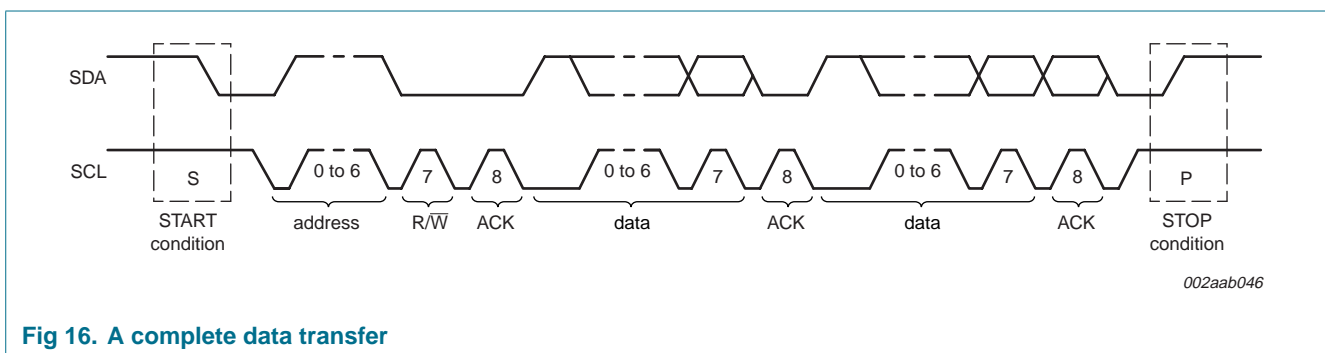 SDA
SCL
S
0 to 6
7
8
0 to 6
7
8
0 to 6
7
8
P
START
condition
address
R/W̅
ACK
data
ACK
data
ACK
STOP
condition
002aab046
Fig 16. A complete data transfer